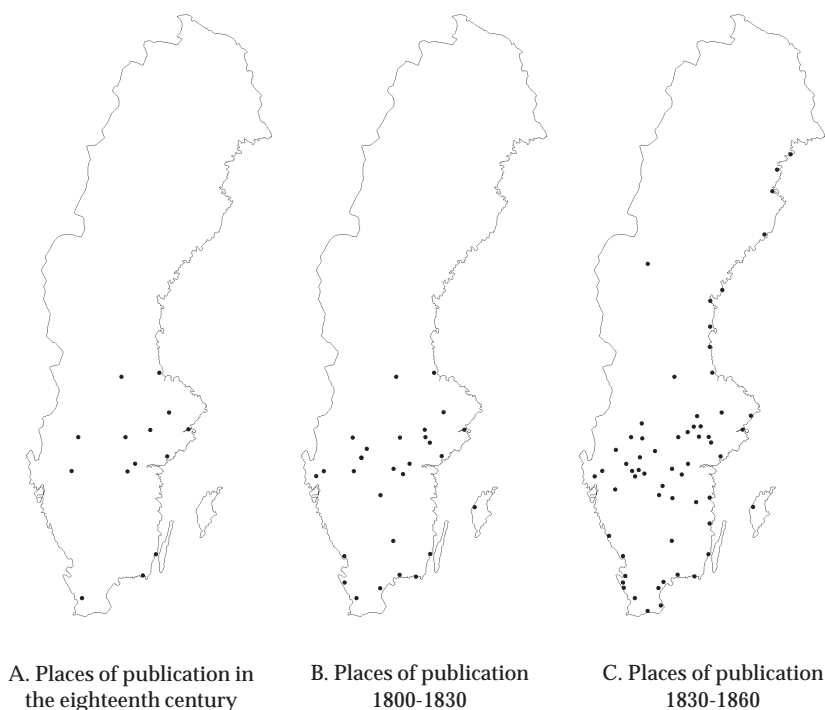 A. Places of publication in
the eighteenth century
B. Places of publication
1800-1830
C. Places of publication
1830-1860